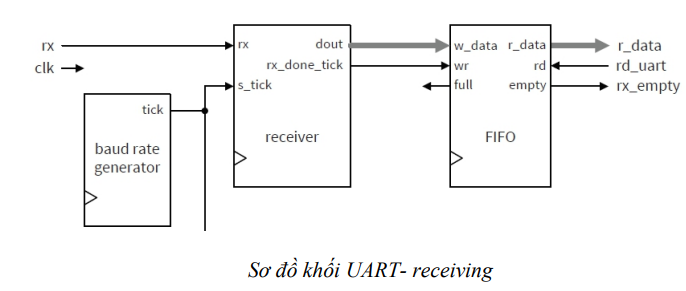 rx
clk
rx
dout
rx_done_tick
s_tick
receiver
w_data
r_data
wr
rd
full
empty
FIFO
r_data
rd_uart
rx_empty
tick
baud rate
generator
Sơ đồ khối UART- receiving